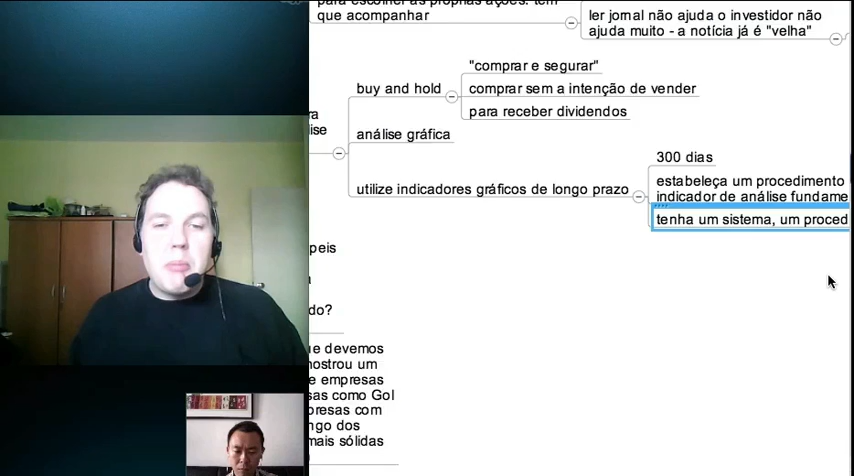 para escolher as próprias ações: tem
que acompanhar
ler jornal não ajuda o investidor não
ajuda muito - a notícia já é "velha"
"comprar e segurar"
buy and hold
comprar sem a intenção de vender
para receber dividendos
ra
ise
análise gráfica
300 dias
estabeleça um procedimento
indicador de análise fundame
utilize indicadores gráficos de longo prazo
tenha um sistema, um proced
peis
a
do?
ue devemos
nostrou um
e empresas
sas como Gol
presas com
ngo dos
mais sólidas